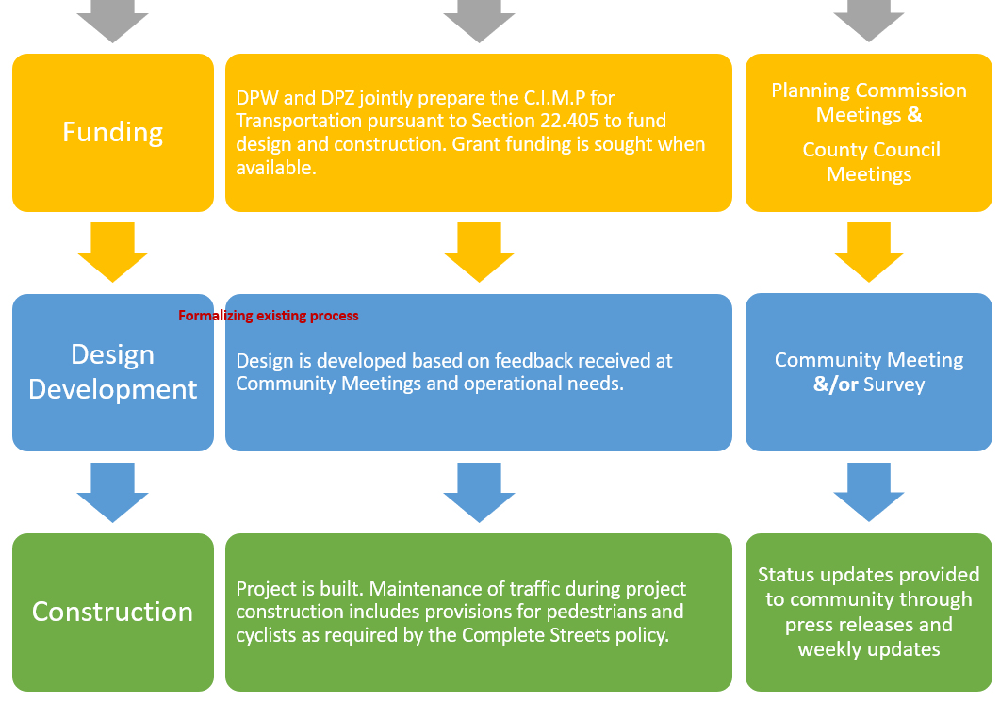 Funding
DPW and DPZ jointly prepare the C.I.M.P for
Transportation pursuant to Section 22.405 to fund
design and construction. Grant funding is sought when
available.
Planning Commission
Meetings &
County Council
Meetings
Formalizing existing process
Design
Development
Design is developed based on feedback received at
Community Meetings and operational needs.
Community Meeting
&/or Survey
Construction
Project is built. Maintenance of traffic during project
construction includes provisions for pedestrians and
cyclists as required by the Complete Streets policy.
Status updates provided
to community through
press releases and
weekly updates